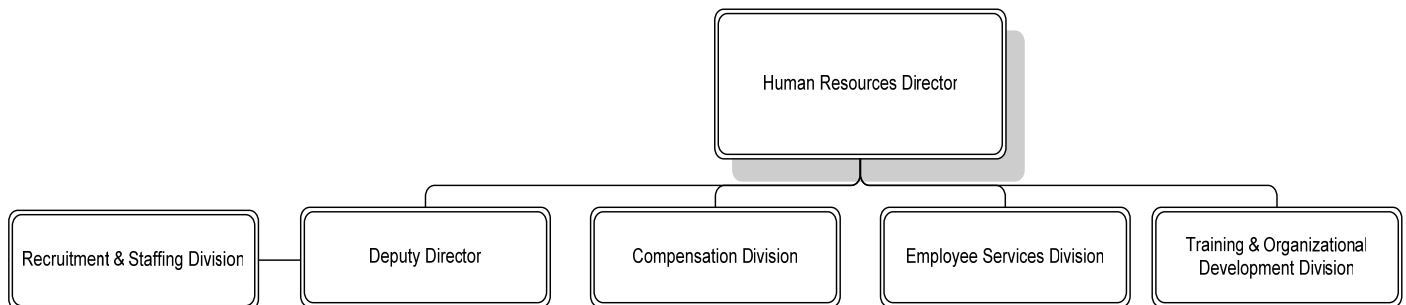 Human Resources Director
Recruitment & Staffing Division
Deputy Director
Compensation Division
Employee Services Division
Training & Organizational
Development Division